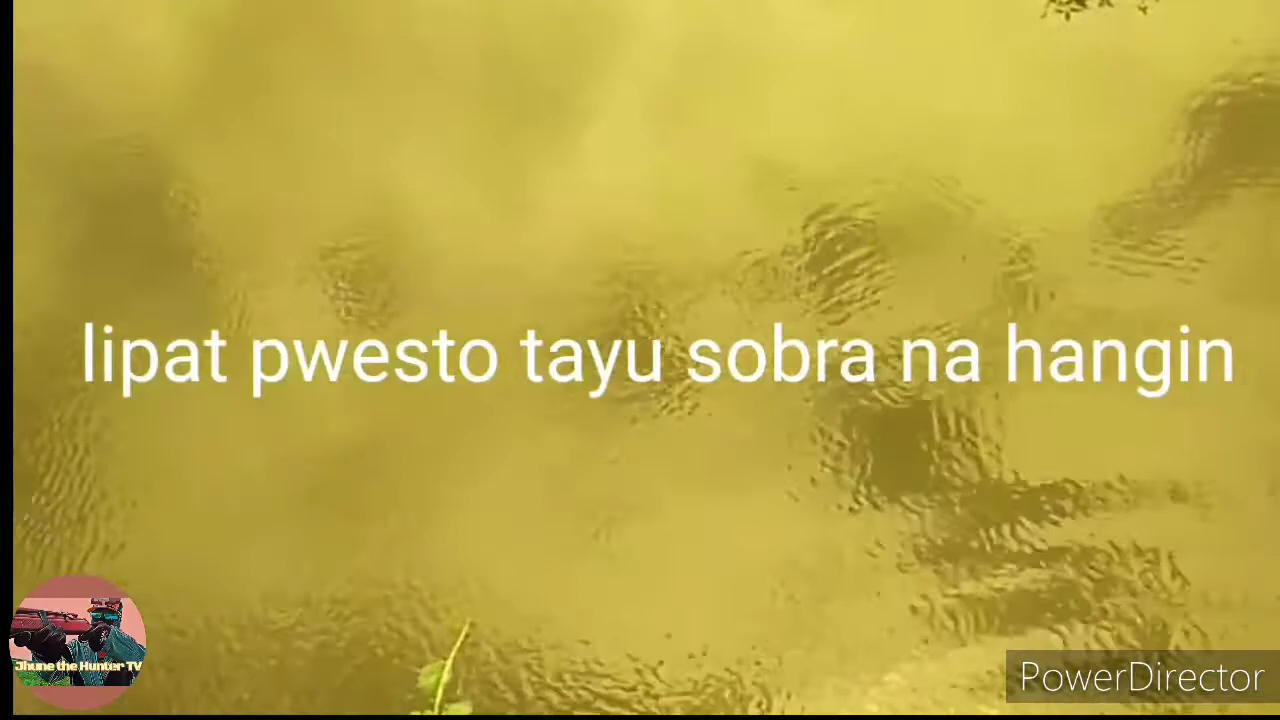 lipat pwesto tayu sobra na hangin
Jhune the Hunter TV
PowerDirector